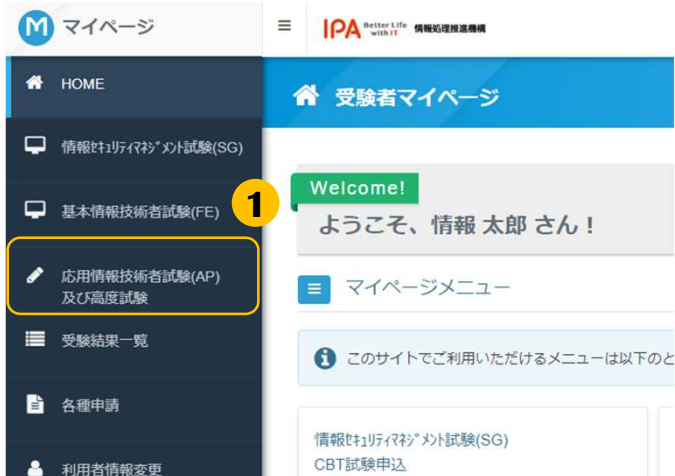 M マイページ
IPA Better Life with IT 情報処理推進機構
HOME
受験者マイページ
情報ｾｷｭﾘﾃｨﾏﾈｼﾞﾒﾝﾄ試験(SG)
基本情報技術者試験(FE)
1
応用情報技術者試験(AP)
及び高度試験
受験結果一覧
各種申請
利用者情報変更
Welcome!
ようこそ、情報 太郎 さん！
マイページメニュー
このサイトでご利用いただけるメニューは以下のと
情報ｾｷｭﾘﾃｨﾏﾈｼﾞﾒﾝﾄ試験(SG)
CBT試験申込